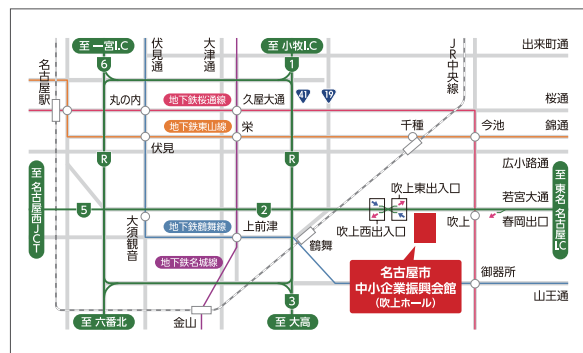 至 一宮I.C
伏見通
大津通
至 小牧I.C
JR中央線
出来町通
6
1
名古屋駅
41
19
丸の内
地下鉄桜通線
久屋大通
桜通
地下鉄東山線
栄
千種
今池
錦通
伏見
R
R
広小路通
至 名古屋西JCT
吹上東出入口
若宮大通
至 東名 名古屋I.C
5
2
大須観音
吹上西出入口
吹上
春岡出口
地下鉄鶴舞線
上前津
鶴舞
地下鉄名城線
名古屋市
中小企業振興会館
(吹上ホール)
御器所
山王通
3
金山
至 六番北
至 大高